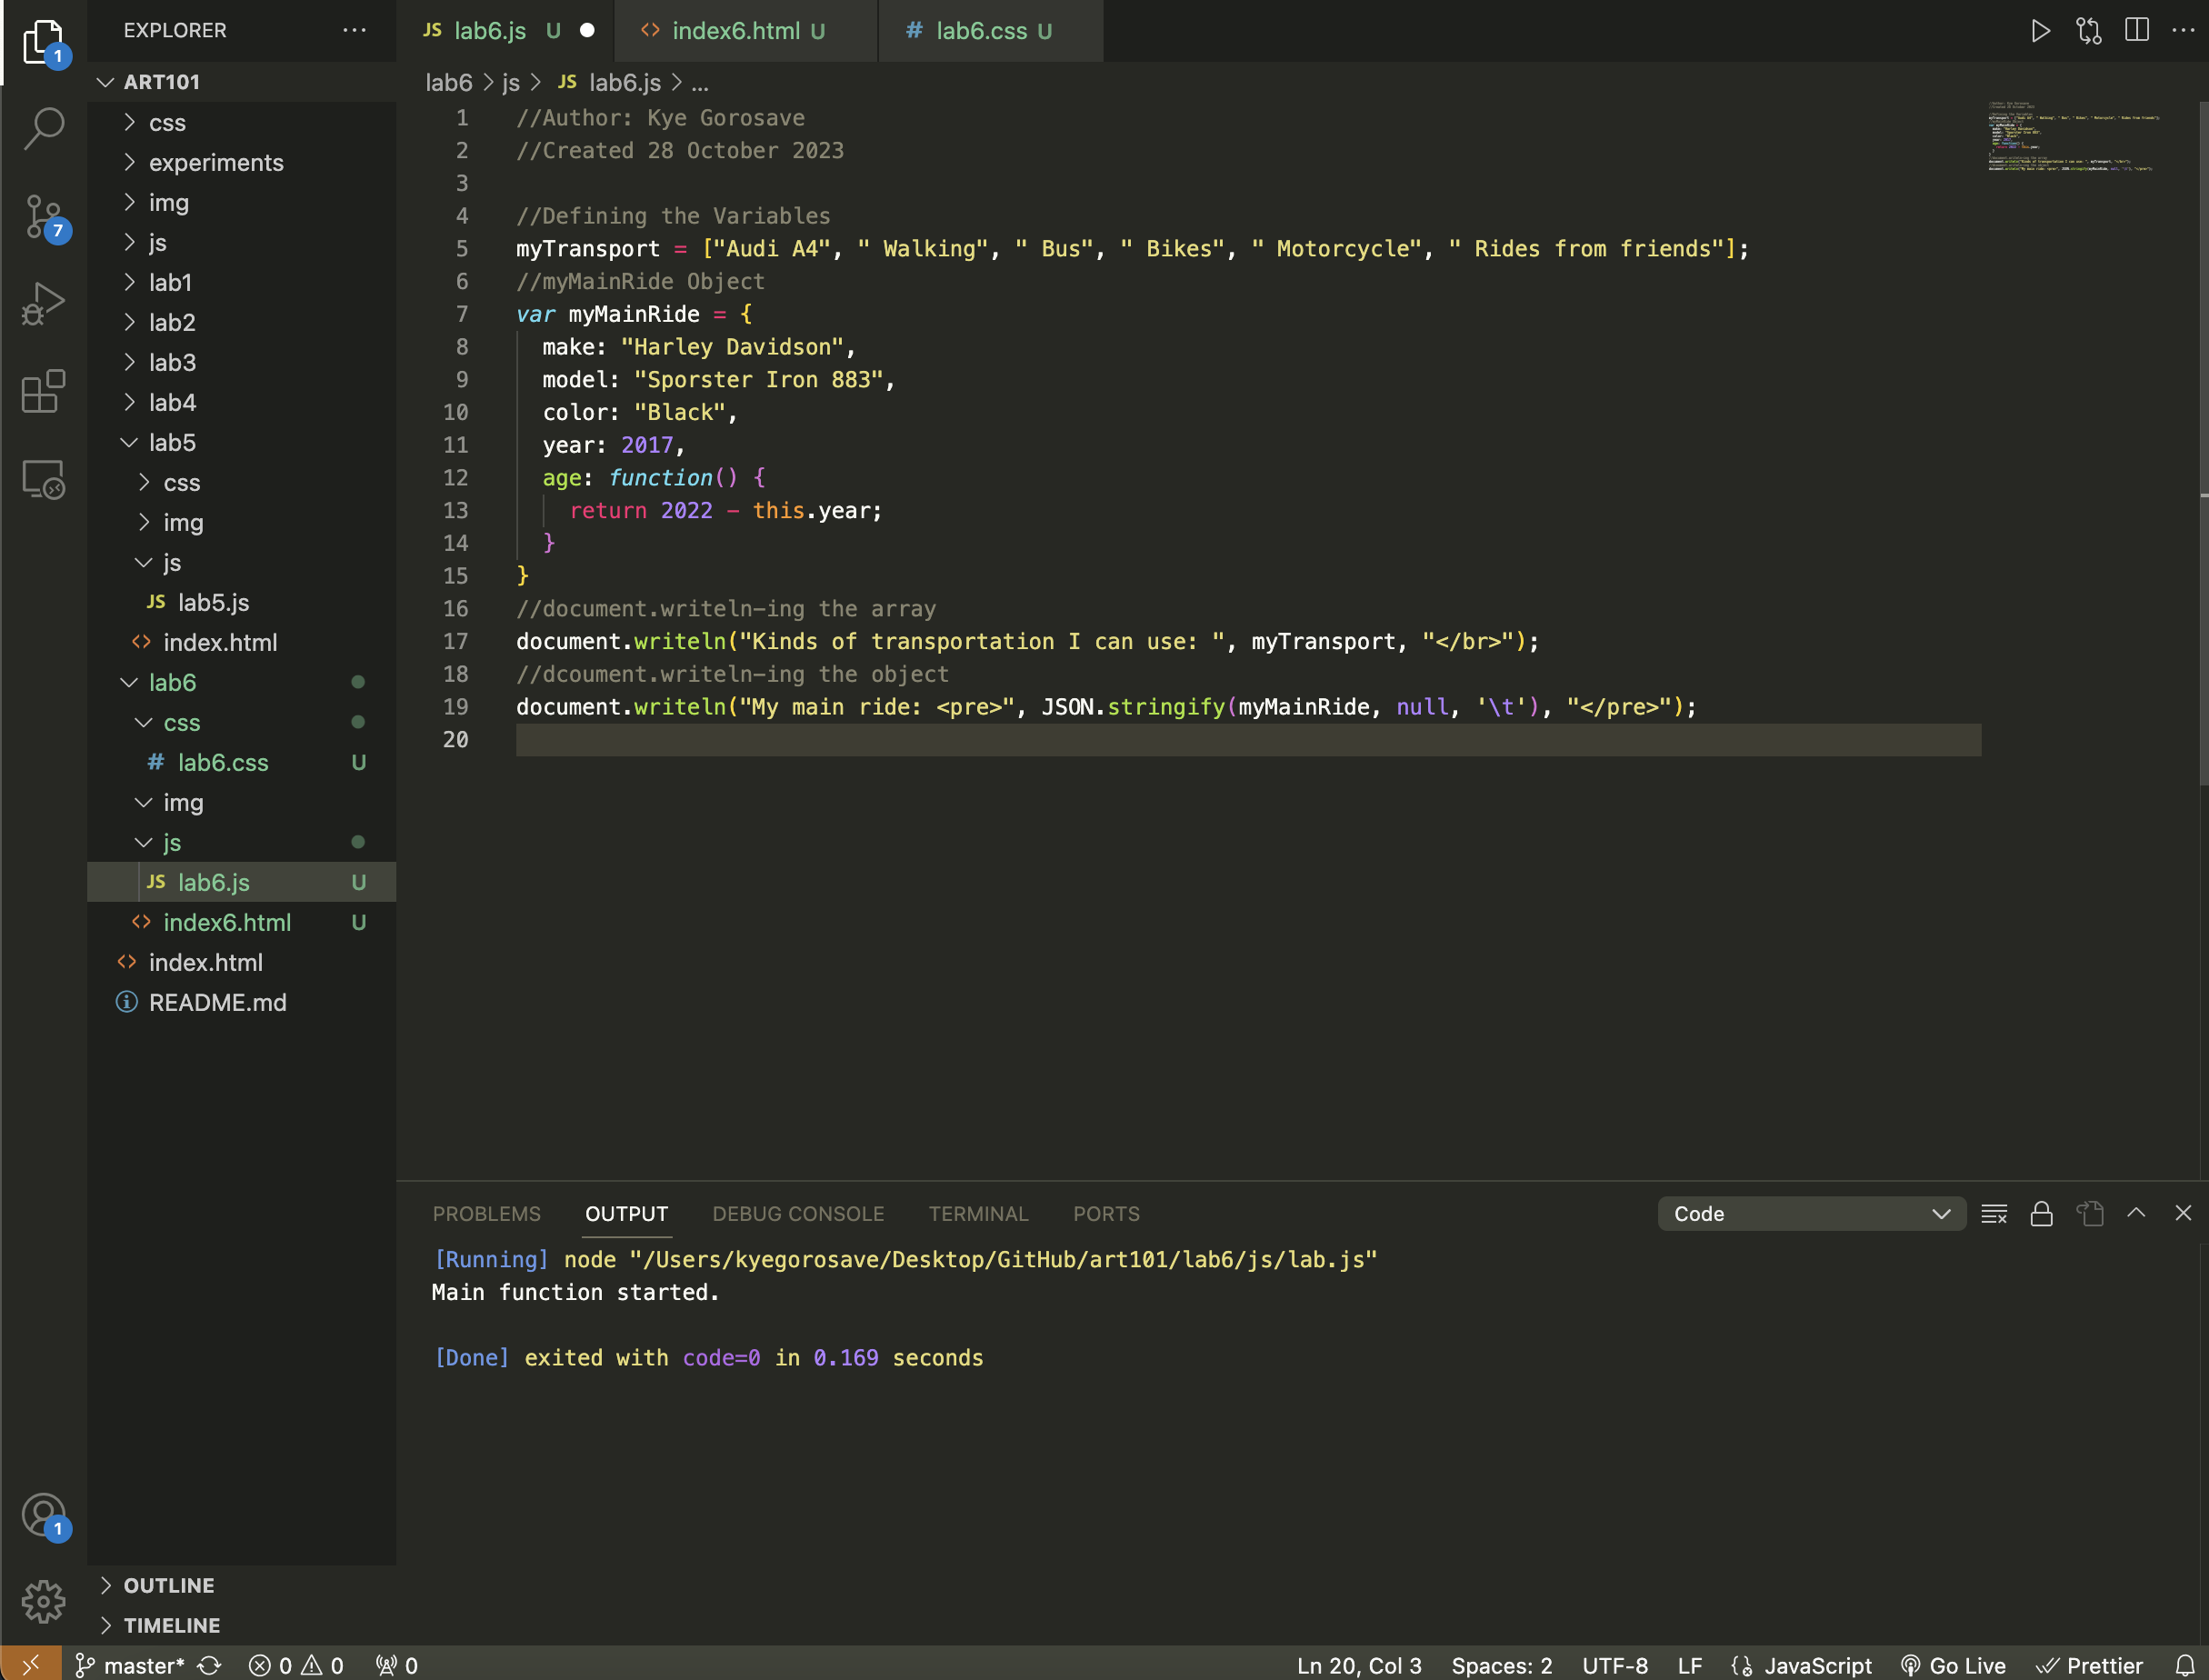 EXPLORER
ART101
css
experiments
img
js
lab1
lab2
lab3
lab4
lab5
css
img
js
JS lab5.js
<> index.html
lab6
css
# lab6.css U
img
js
JS lab6.js U
<> index6.html U
<> index.html
README.md
OUTLINE
TIMELINE
1
7
1
JS lab6.js U
<> index6.html U
# lab6.css U
lab6 > js > JS lab6.js > ...
1 //Author: Kye Gorosave
2 //Created 28 October 2023
3
4 //Defining the Variables
5 myTransport = ["Audi A4", " Walking", " Bus", " Bikes", " Motorcycle", " Rides from friends"];
6 //myMainRide Object
7 var myMainRide = {
8 make: "Harley Davidson",
9 model: "Sporster Iron 883",
10 color: "Black",
11 year: 2017,
12 age: function() {
13 return 2022 - this.year;
14 }
15 }
16 //document.writeln-ing the array
17 document.writeln("Kinds of transportation I can use: ", myTransport, "</br>");
18 //dcoument.writeln-ing the object
19 document.writeln("My main ride: <pre>", JSON.stringify(myMainRide, null, '\t'), "</pre>");
20
PROBLEMS OUTPUT DEBUG CONSOLE TERMINAL PORTS
Code
[Running] node "/Users/kyegorosave/Desktop/GitHub/art101/lab6/js/lab.js"
Main function started.
[Done] exited with code=0 in 0.169 seconds
master* 0 0 0 Ln 20, Col 3 Spaces: 2 UTF-8 LF JavaScript Go Live Prettier